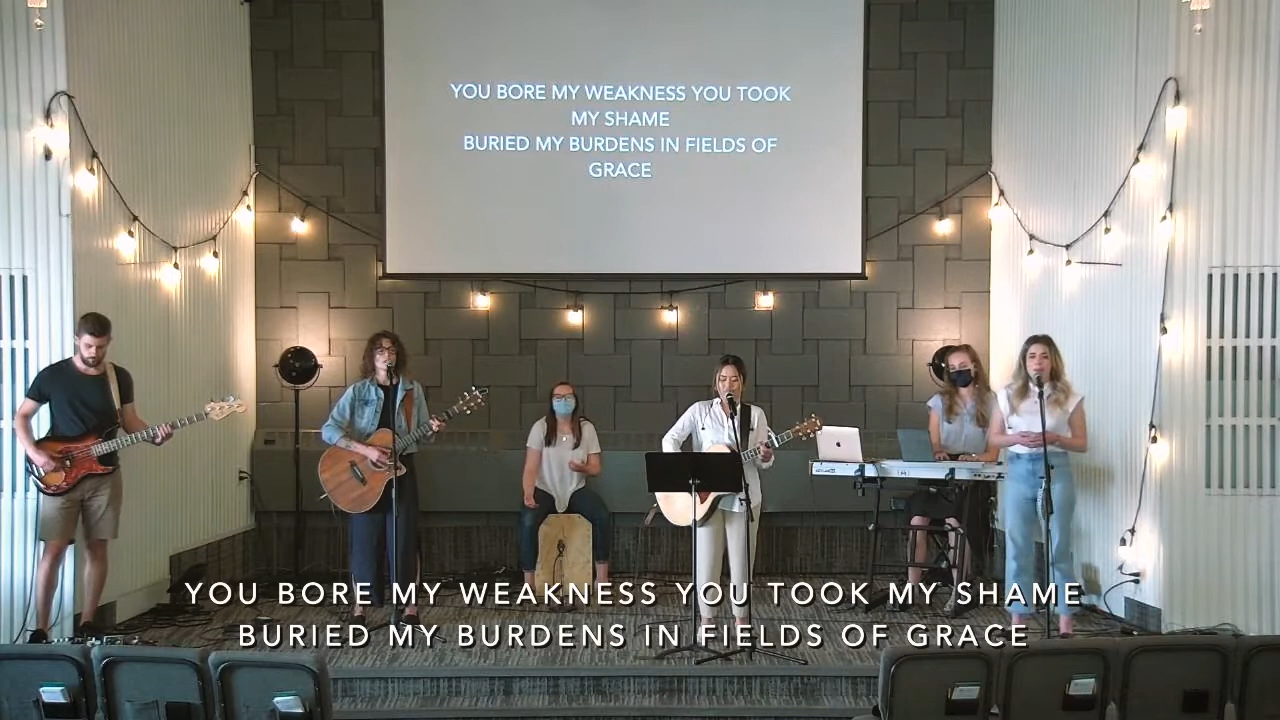 YOU BORE MY WEAKNESS YOU TOOK
MY SHAME
BURIED MY BURDENS IN FIELDS OF
GRACE
YOU BORE MY WEAKNESS YOU TOOK MY SHAME
BURIED MY BURDENS IN FIELDS OF GRACE